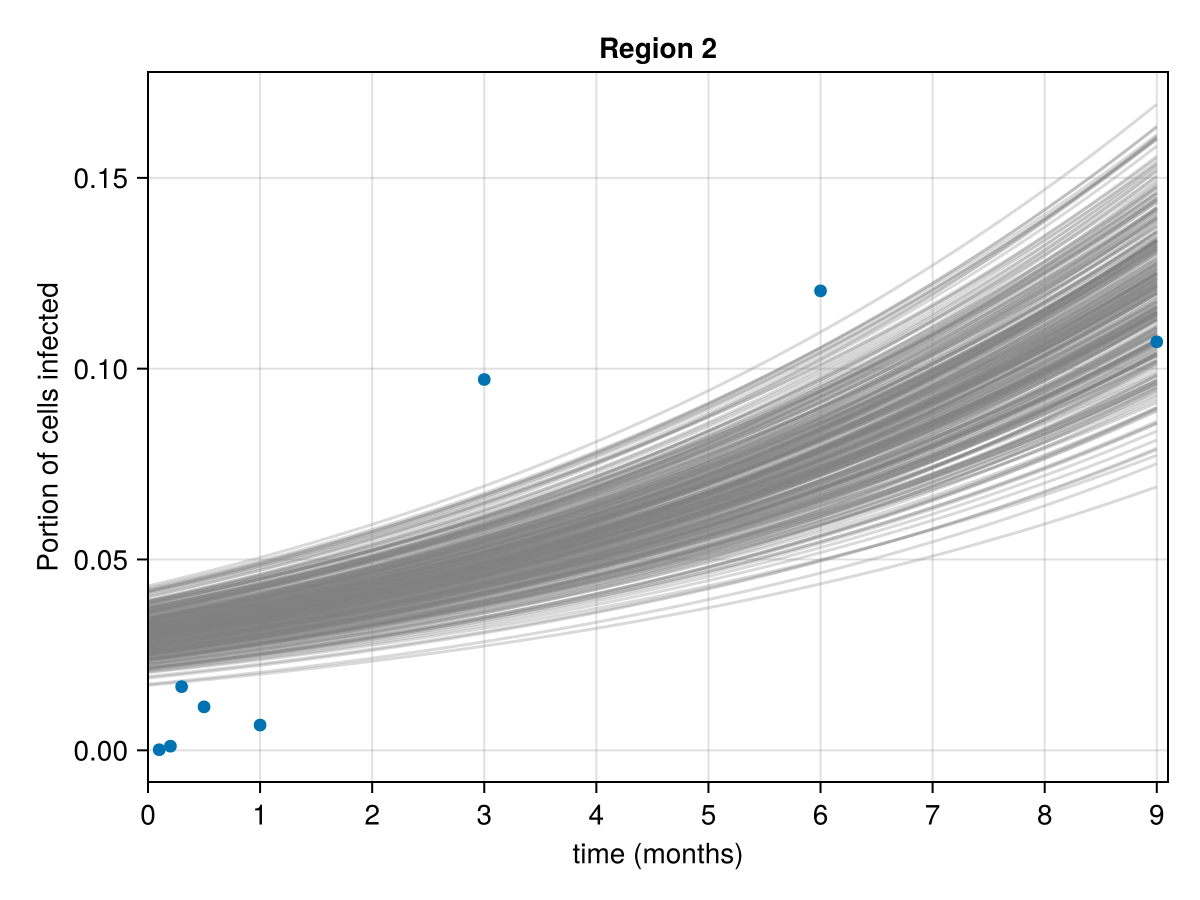 Region 2
Portion of cells infected
0.15
0.10
0.05
0.00
0 1 2 3 4 5 6 7 8 9
time (months)